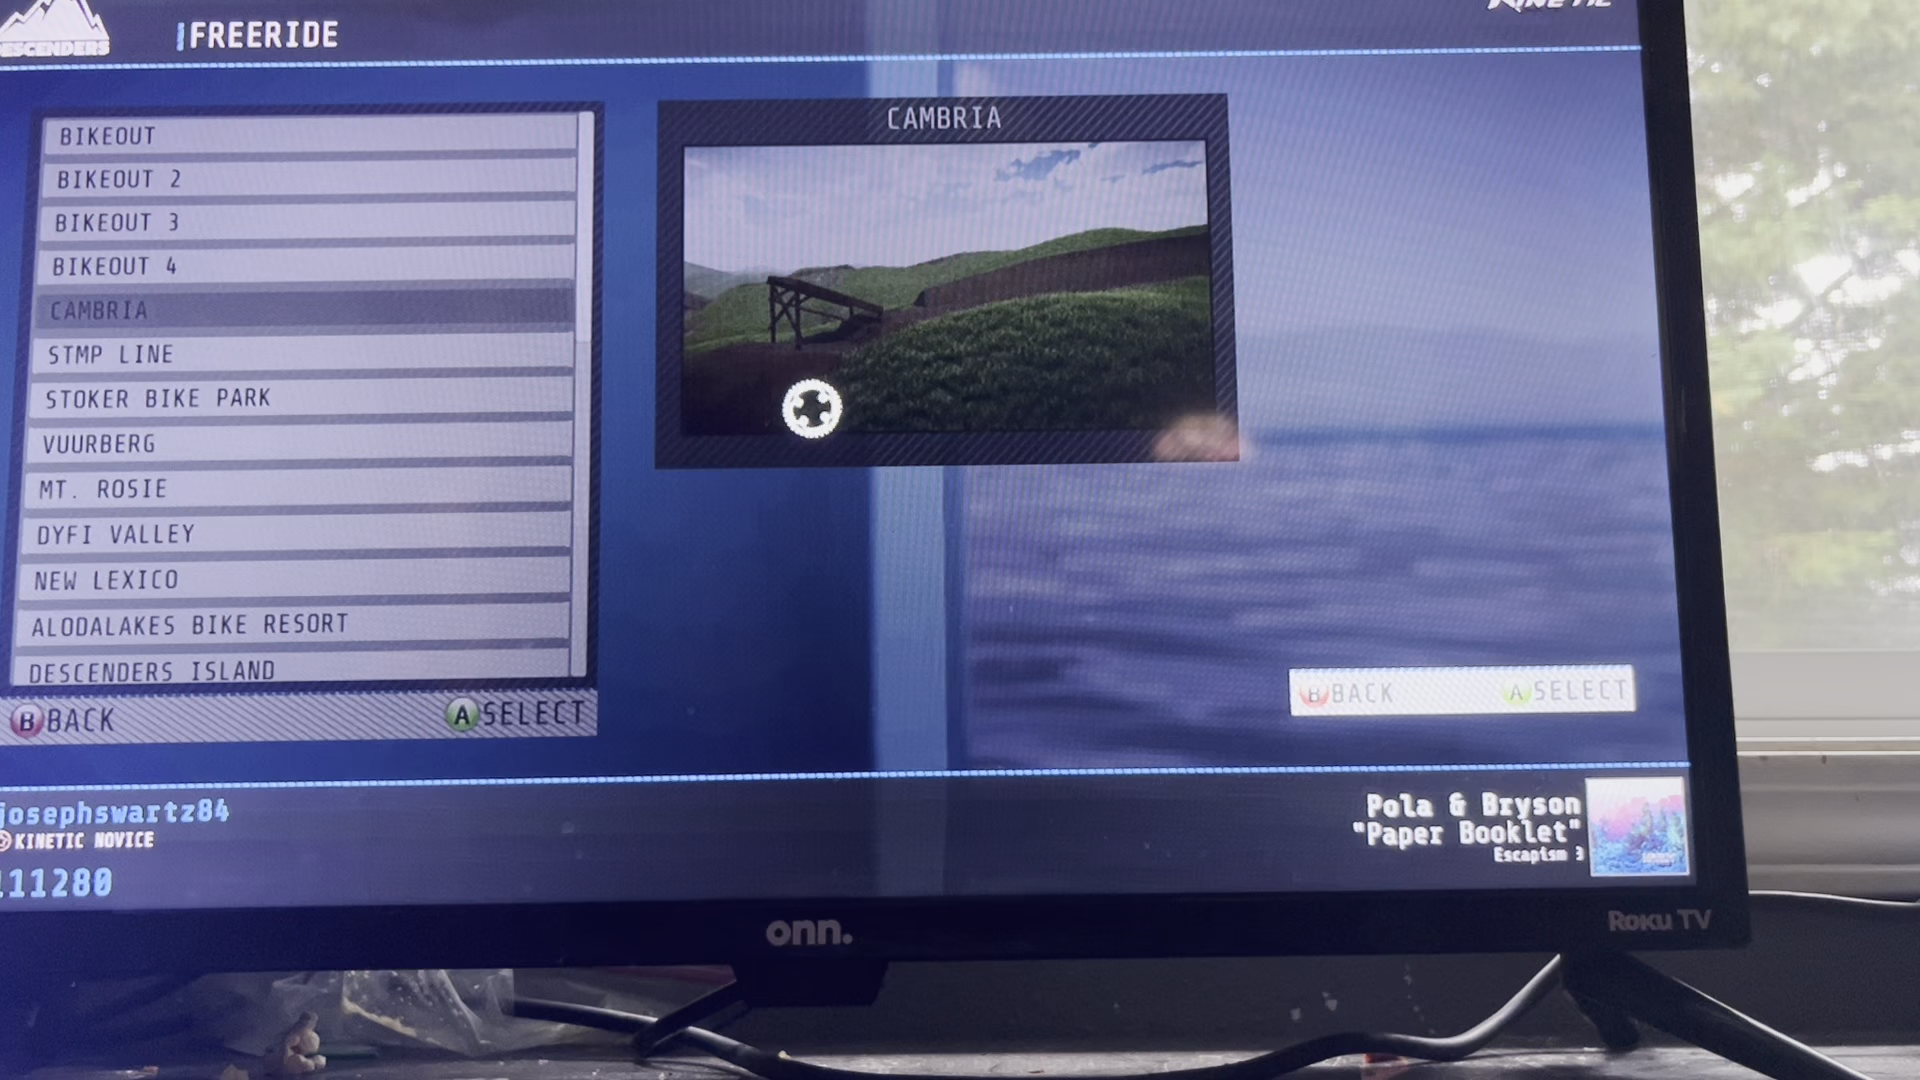 DESCENDERS
FREERIDE
KINETIC
BIKEOUT
BIKEOUT 2
BIKEOUT 3
BIKEOUT 4
CAMBRIA
STMP LINE
STOKER BIKE PARK
VUURBERG
MT. ROSIE
DYFI VALLEY
NEW LEXICO
ALODALAKES BIKE RESORT
DESCENDERS ISLAND
B BACK
A SELECT
CAMBRIA
B BACK
A SELECT
josephswartz84
KINETIC NOVICE
111280
Pola & Bryson
"Paper Booklet"
Escapism 3
onn.
Roku TV